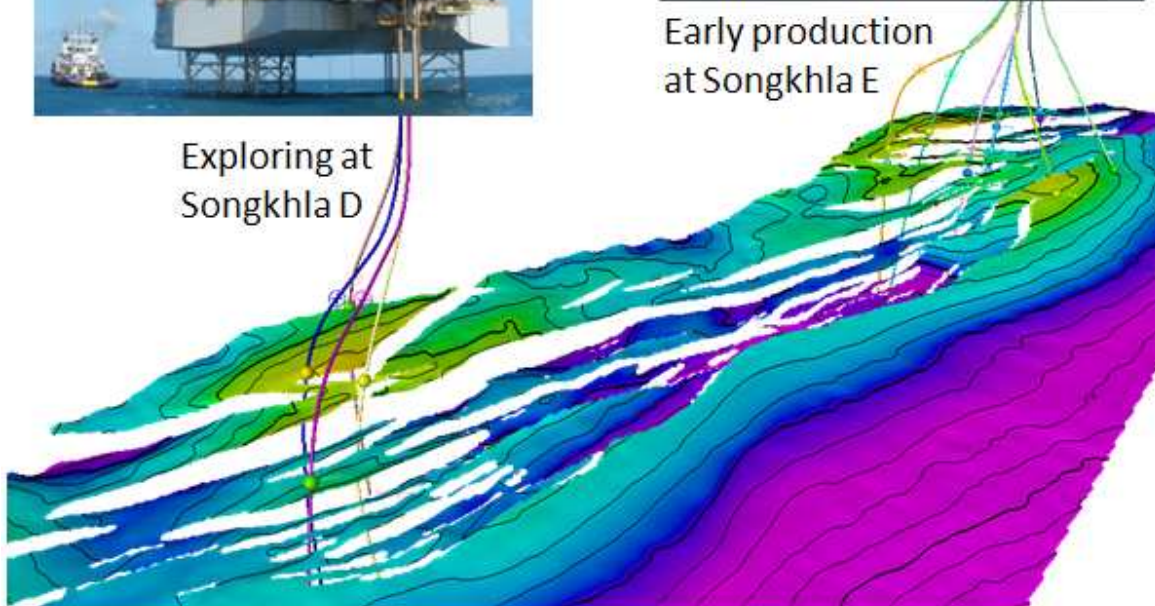 Early production
at Songkhla E
Exploring at
Songkhla D